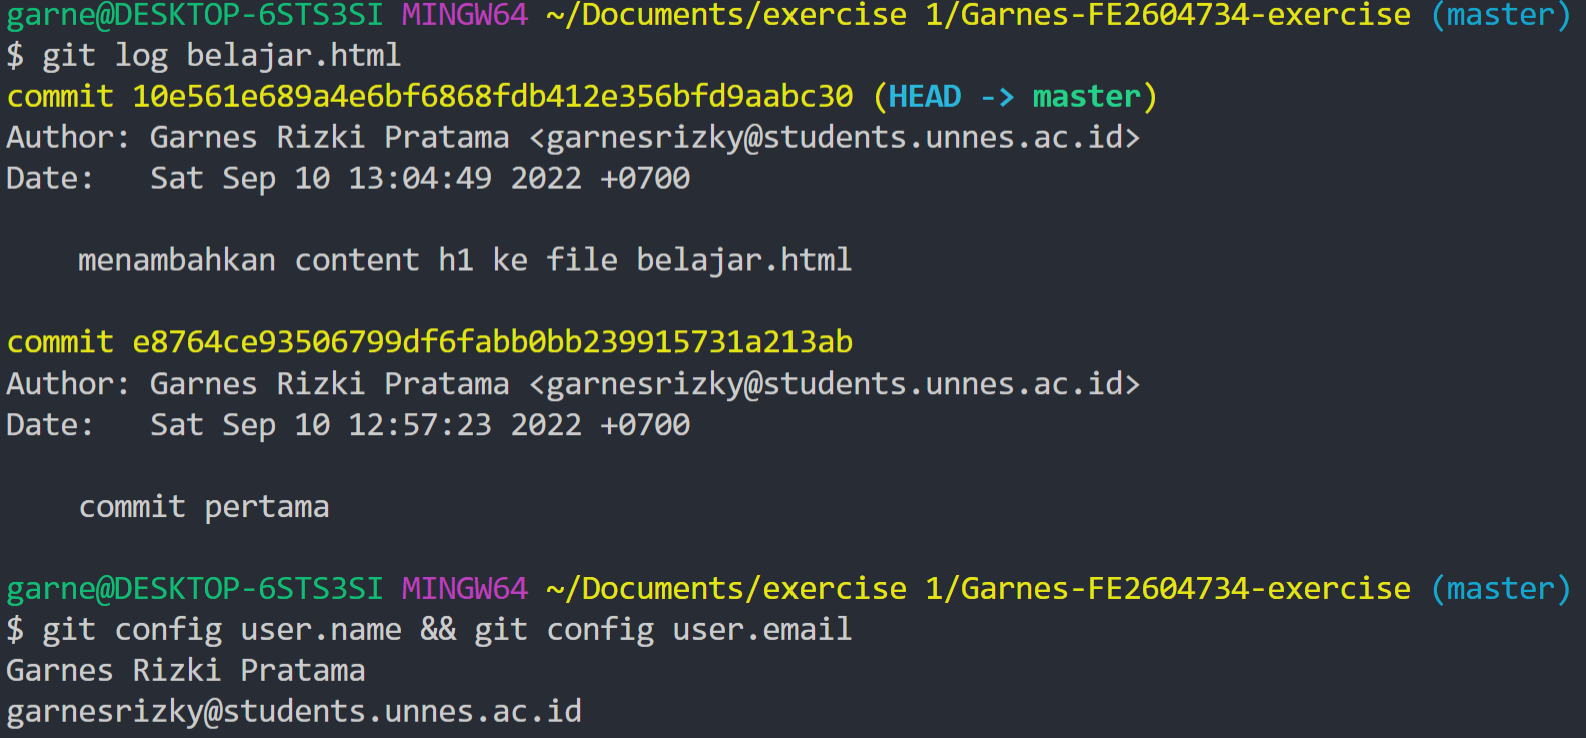 garne@DESKTOP-6STS3SI MINGW64 ~/Documents/exercise 1/Garnes-FE2604734-exercise (master)
$ git log belajar.html
commit 10e561e689a4e6bf6868fdb412e356bfd9aabc30 (HEAD -> master)
Author: Garnes Rizki Pratama <garnesrizky@students.unnes.ac.id>
Date:   Sat Sep 10 13:04:49 2022 +0700
    menambahkan content h1 ke file belajar.html
commit e8764ce93506799df6fabb0bb239915731a213ab
Author: Garnes Rizki Pratama <garnesrizky@students.unnes.ac.id>
Date:   Sat Sep 10 12:57:23 2022 +0700
    commit pertama
garne@DESKTOP-6STS3SI MINGW64 ~/Documents/exercise 1/Garnes-FE2604734-exercise (master)
$ git config user.name && git config user.email
Garnes Rizki Pratama
garnesrizky@students.unnes.ac.id